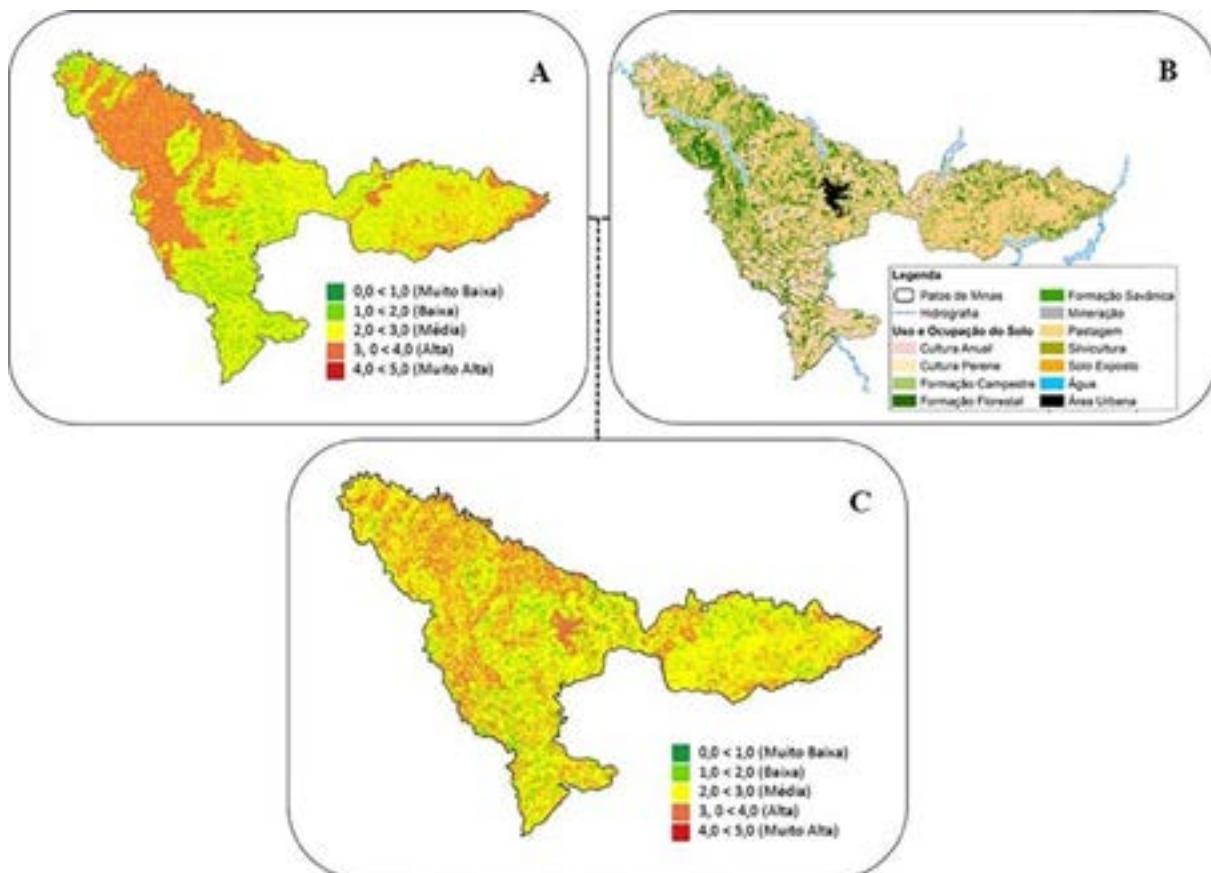 A
0,0 < 1,0 (Muito Baixa)
1,0 < 2,0 (Baixa)
2,0 < 3,0 (Média)
3, 0 < 4,0 (Alta)
4,0 < 5,0 (Muito Alta)
B
Legenda
Patos de Minas
Hidrografia
Uso e Ocupação do Solo
Cultura Anual
Cultura Perene
Formação Campestre
Formação Florestal
Formação Savânica
Mineração
Pastagem
Silvicultura
Solo Exposto
Água
Área Urbana
C
0,0 < 1,0 (Muito Baixa)
1,0 < 2,0 (Baixa)
2,0 < 3,0 (Média)
3, 0 < 4,0 (Alta)
4,0 < 5,0 (Muito Alta)